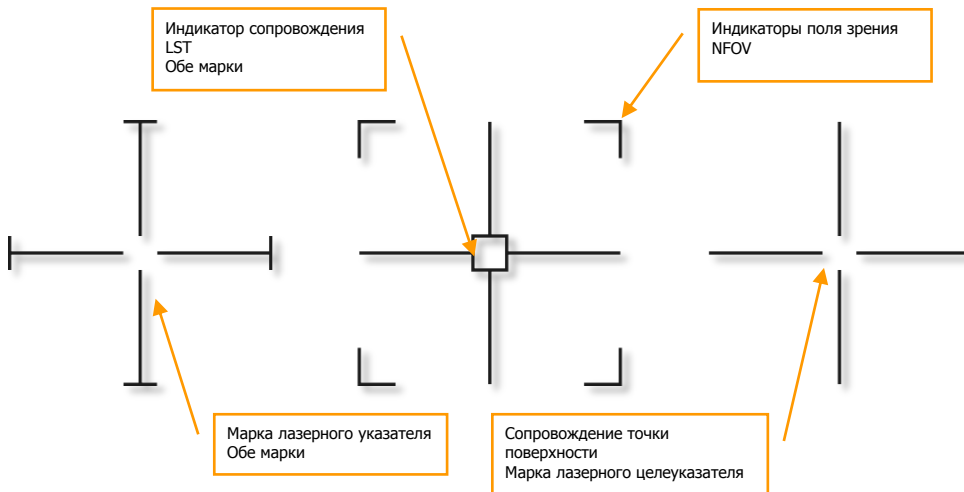 Индикатор сопровождения
LST
Обе марки
Индикаторы поля зрения
NFOV
Марка лазерного указателя
Обе марки
Сопровождение точки
поверхности
Марка лазерного целеуказателя